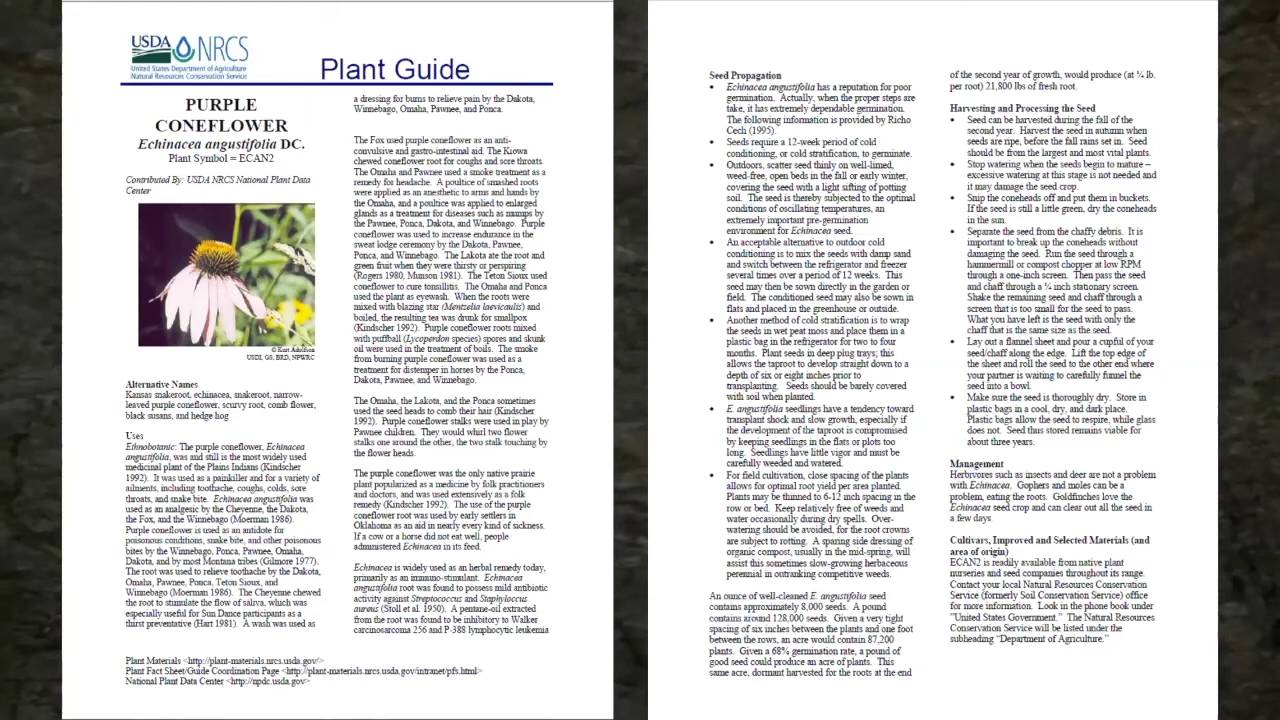 USDA NRCS
United States Department of Agriculture
Natural Resources Conservation Service
Plant Guide
PURPLE
CONEFLOWER
Echinacea angustifolia DC.
Plant Symbol = ECAN2
Contributed By: USDA NRCS National Plant Data
Center
© Kurt Adolfson
USDI, GS, BRD, NPWRC
Alternative Names
Kansas snakeroot, echinacea, snakeroot, narrow-
leaved purple coneflower, scurvy root, comb flower,
black susans, and hedge hog
Uses
Ethnobotanic: The purple coneflower, Echinacea
angustifolia, was and still is the most widely used
medicinal plant of the Plains Indians (Kindscher
1992). It was used as a painkiller and for a variety of
ailments, including toothache, coughs, colds, sore
throats, and snake bite. Echinacea angustifolia was
used as an analgesic by the Cheyenne, the Dakota,
the Fox, and the Winnebago (Moerman 1986).
Purple coneflower is used as an antidote for
poisonous conditions, snake bite, and other poisonous
bites by the Winnebago, Ponca, Pawnee, Omaha,
Dakota, and by most Montana tribes (Gilmore 1977).
The root was used to relieve toothache by the Dakota,
Omaha, Pawnee, Ponca, Teton Sioux, and
Winnebago (Moerman 1986). The Cheyenne chewed
the root to stimulate the flow of saliva, which was
especially useful for Sun Dance participants as a
thirst preventative (Hart 1981). A wash was used as
a dressing for burns to relieve pain by the Dakota,
Winnebago, Omaha, Pawnee, and Ponca.
The Fox used purple coneflower as an anti-
convulsive and gastro-intestinal aid. The Kiowa
chewed coneflower root for coughs and sore throats.
The Omaha and Pawnee used a smoke treatment as a
remedy for headache. A poultice of smashed roots
were applied as an anesthetic to arms and hands by
the Omaha, and a poultice was applied to enlarged
glands as a treatment for diseases such as mumps by
the Pawnee, Ponca, Dakota, and Winnebago. Purple
coneflower was used to increase endurance in the
sweat lodge ceremony by the Dakota, Pawnee,
Ponca, and Winnebago. The Lakota ate the root and
green fruit when they were thirsty or perspiring
(Rogers 1980, Munson 1981). The Teton Sioux used
coneflower to cure tonsillitis. The Omaha and Ponca
used the plant as eyewash. When the roots were
mixed with blazing star (Mentzelia laevicaulis) and
boiled, the resulting tea was drunk for smallpox
(Kindscher 1992). Purple coneflower roots mixed
with puffball (Lycoperdon species) spores and skunk
oil were used in the treatment of boils. The smoke
from burning purple coneflower was used as a
treatment for distemper in horses by the Ponca,
Dakota, Pawnee, and Winnebago.
The Omaha, the Lakota, and the Ponca sometimes
used the seed heads to comb their hair (Kindscher
1992). Purple coneflower stalks were used in play by
Pawnee children. They would whirl two flower
stalks one around the other, the two stalk touching by
the flower heads.
The purple coneflower was the only native prairie
plant popularized as a medicine by folk practitioners
and doctors, and was used extensively as a folk
remedy (Kindscher 1992). The use of the purple
coneflower root was used by early settlers in
Oklahoma as an aid in nearly every kind of sickness.
If a cow or a horse did not eat well, people
administered Echinacea in its feed.
Echinacea is widely used as an herbal remedy today,
primarily as an immuno-stimulant. Echinacea
angustifolia root was found to possess mild antibiotic
activity against Streptococcus and Staphyloccus
aureus (Stoll et al. 1950). A pentane-oil extracted
from the root was found to be inhibitory to Walker
carcinosarcoma 256 and P-388 lymphocytic leukemia
Plant Materials <http://plant-materials.nrcs.usda.gov/>
Plant Fact Sheet/Guide Coordination Page <http://plant-materials.nrcs.usda.gov/intranet/pfs.html>
National Plant Data Center <http://npdc.usda.gov>
Seed Propagation
• Echinacea angustifolia has a reputation for poor
germination. Actually, when the proper steps are
take, it has extremely dependable germination.
The following information is provided by Richo
Cech (1995).
• Seeds require a 12-week period of cold
conditioning, or cold stratification, to germinate.
• Outdoors, scatter seed thinly on well-limed,
weed-free, open beds in the fall or early winter,
covering the seed with a light sifting of potting
soil. The seed is thereby subjected to the optimal
conditions of oscillating temperatures, an
extremely important pre-germination
environment for Echinacea seed.
• An acceptable alternative to outdoor cold
conditioning is to mix the seeds with damp sand
and switch between the refrigerator and freezer
several times over a period of 12 weeks. This
seed may then be sown directly in the garden or
field. The conditioned seed may also be sown in
flats and placed in the greenhouse or outside.
• Another method of cold stratification is to wrap
the seeds in wet peat moss and place them in a
plastic bag in the refrigerator for two to four
months. Plant seeds in deep plug trays; this
allows the taproot to develop straight down to a
depth of six or eight inches prior to
transplanting. Seeds should be barely covered
with soil when planted.
• E. angustifolia seedlings have a tendency toward
transplant shock and slow growth, especially if
the development of the taproot is compromised
by keeping seedlings in the flats or plots too
long. Seedlings have little vigor and must be
carefully weeded and watered.
• For field cultivation, close spacing of the plants
allows for optimal root yield per area planted.
Plants may be thinned to 6-12 inch spacing in the
row or bed. Keep relatively free of weeds and
water occasionally during dry spells. Over-
watering should be avoided, for the root crowns
are subject to rotting. A sparing side dressing of
organic compost, usually in the mid-spring, will
assist this sometimes slow-growing herbaceous
perennial in outranking competitive weeds.
An ounce of well-cleaned E. angustifolia seed
contains approximately 8,000 seeds. A pound
contains around 128,000 seeds. Given a very tight
spacing of six inches between the plants and one foot
between the rows, an acre would contain 87,200
plants. Given a 68% germination rate, a pound of
good seed could produce an acre of plants. This
same acre, dormant harvested for the roots at the end
of the second year of growth, would produce (at ¼ lb.
per root) 21,800 lbs of fresh root.
Harvesting and Processing the Seed
• Seed can be harvested during the fall of the
second year. Harvest the seed in autumn when
seeds are ripe, before the fall rains set in. Seed
should be from the largest and most vital plants.
• Stop watering when the seeds begin to mature –
excessive watering at this stage is not needed and
it may damage the seed crop.
• Snip the coneheads off and put them in buckets.
If the seed is still a little green, dry the coneheads
in the sun.
• Separate the seed from the chaffy debris. It is
important to break up the coneheads without
damaging the seed. Run the seed through a
hammermill or compost chopper at low RPM
through a one-inch screen. Then pass the seed
and chaff through a ¼ inch stationary screen.
Shake the remaining seed and chaff through a
screen that is too small for the seed to pass.
What you have left is the seed with only the
chaff that is the same size as the seed.
• Lay out a flannel sheet and pour a cupful of your
seed/chaff along the edge. Lift the top edge of
the sheet and roll the seed to the other end where
your partner is waiting to carefully funnel the
seed into a bowl.
• Make sure the seed is thoroughly dry. Store in
plastic bags in a cool, dry, and dark place.
Plastic bags allow the seed to respire, while glass
does not. Seed thus stored remains viable for
about three years.
Management
Herbivores such as insects and deer are not a problem
with Echinacea. Gophers and moles can be a
problem, eating the roots. Goldfinches love the
Echinacea seed crop and can clear out all the seed in
a few days.
Cultivars, Improved and Selected Materials (and
area of origin)
ECAN2 is readily available from native plant
nurseries and seed companies throughout its range.
Contact your local Natural Resources Conservation
Service (formerly Soil Conservation Service) office
for more information. Look in the phone book under
"United States Government." The Natural Resources
Conservation Service will be listed under the
subheading “Department of Agriculture.”